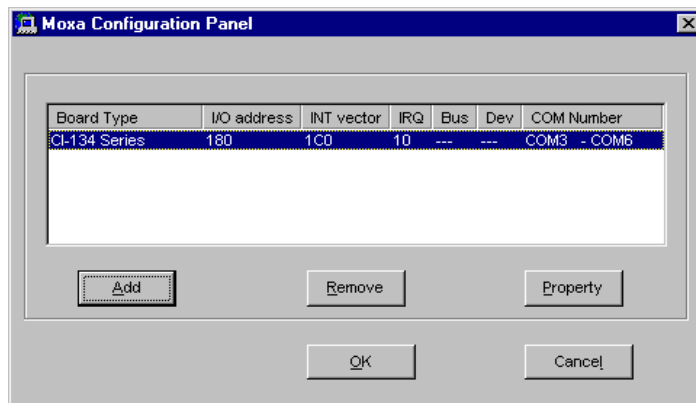 Moxa Configuration Panel
Board Type I/O address INT vector IRQ Bus Dev COM Number
CI-134 Series 180 1C0 10 --- --- COM3 - COM6
Add Remove Property
OK Cancel